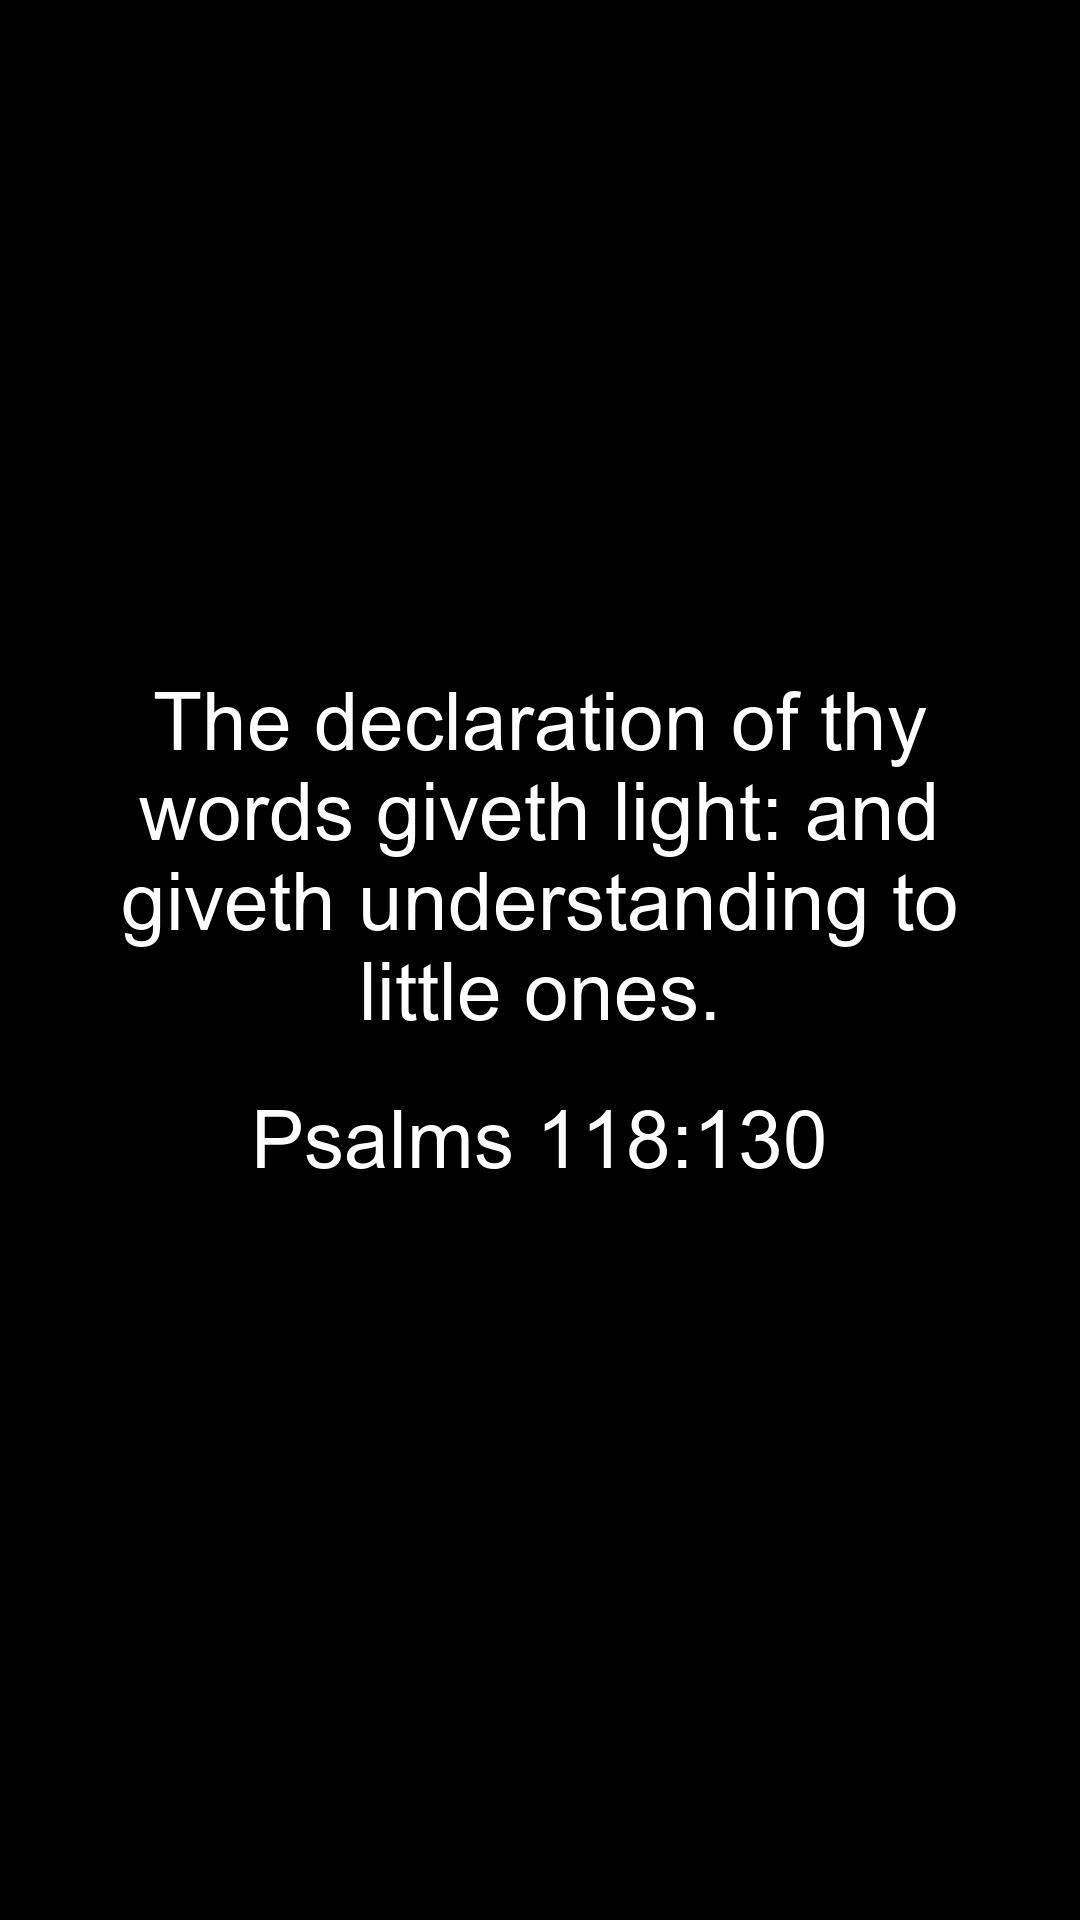 The declaration of thy
words giveth light: and
giveth understanding to
little ones.
Psalms 118:130